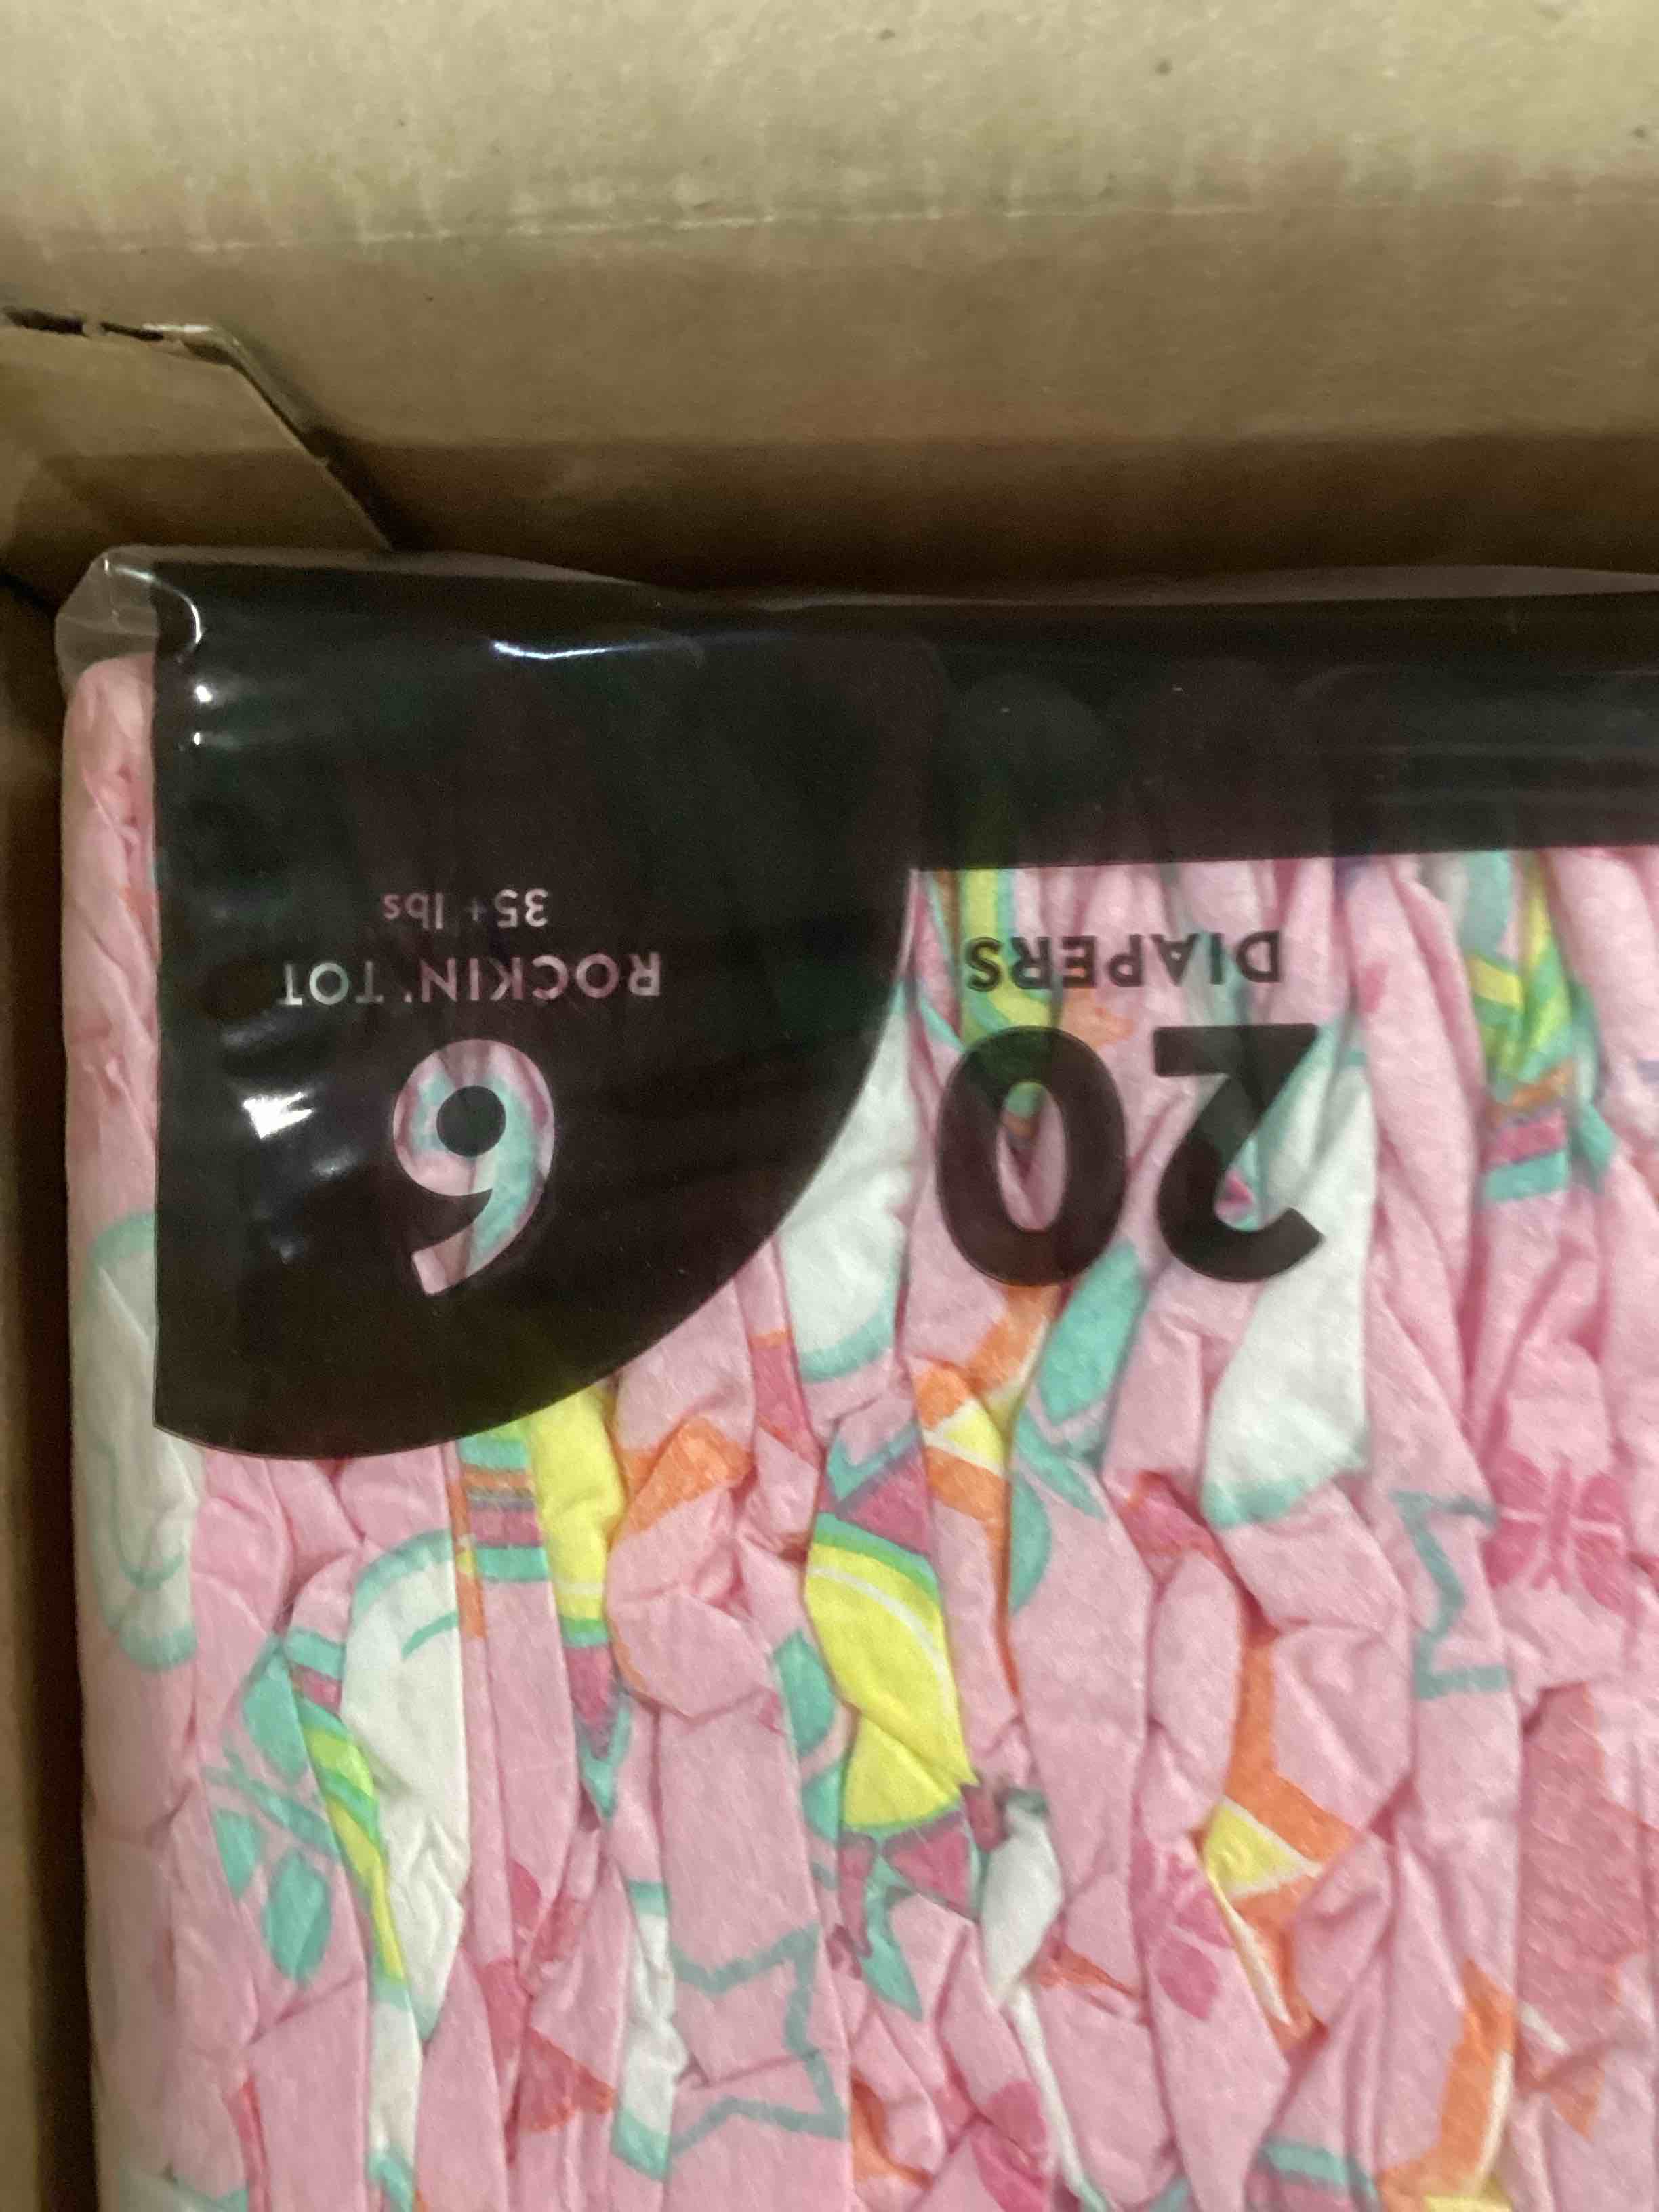 20
DIAPERS
6
ROCKIN' TOT
35+ lbs